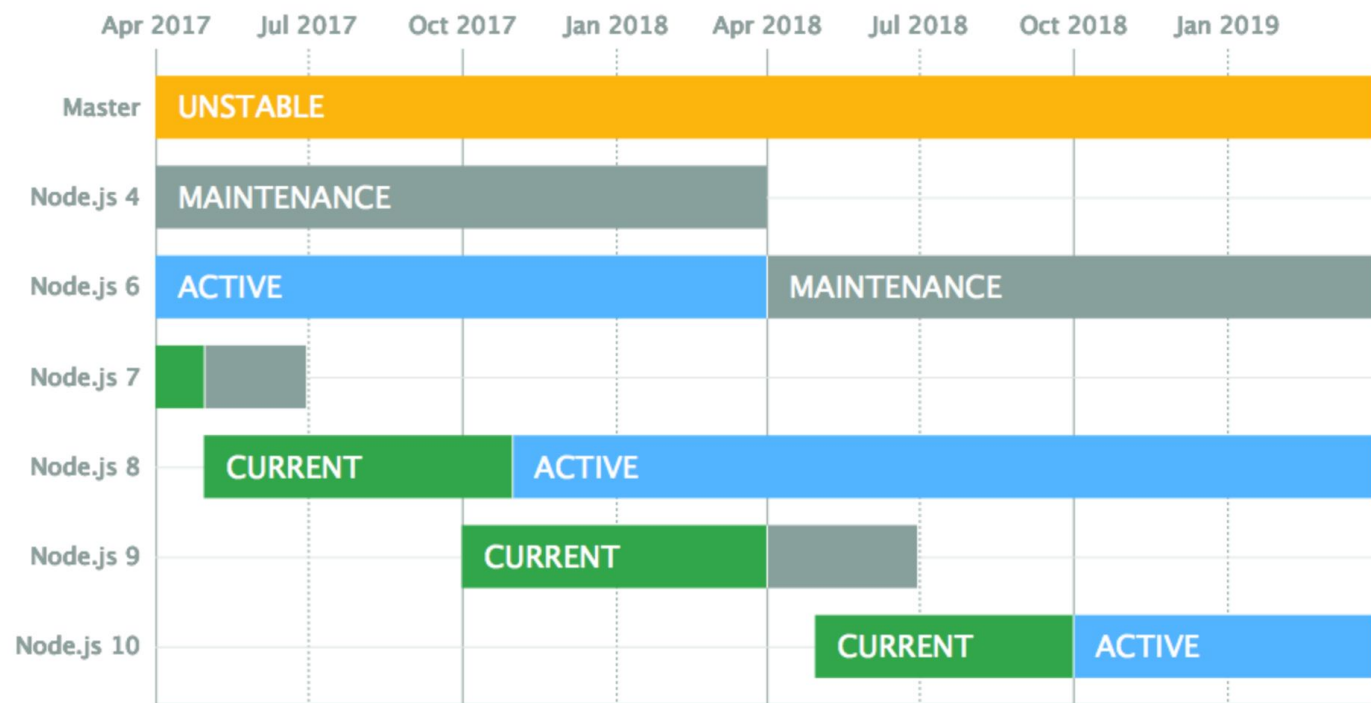 Apr 2017 Jul 2017 Oct 2017 Jan 2018 Apr 2018 Jul 2018 Oct 2018 Jan 2019
Master UNSTABLE
Node.js 4 MAINTENANCE
Node.js 6 ACTIVE MAINTENANCE
Node.js 7
Node.js 8 CURRENT ACTIVE
Node.js 9 CURRENT
Node.js 10 CURRENT ACTIVE